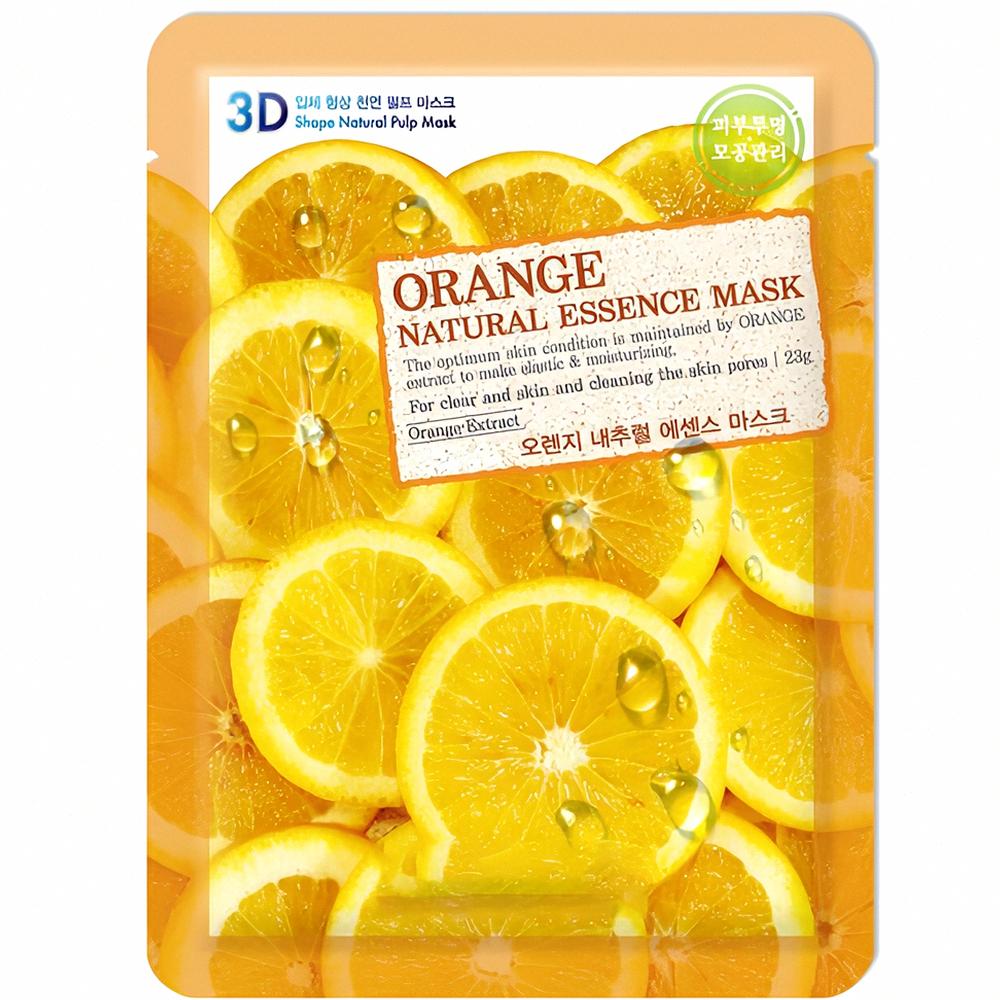 3D
입체 형상 천연 펄프 미스크
Shape Natural Pulp Mask
피부투명
모공관리
ORANGE
NATURAL ESSENCE MASK
The optimum skin condition is maintained by ORANGE
extract to make elastic & moisturizing.
For clear and skin and cleaning the skin pores | 23g
Orange Extract
오렌지 내추럴 에센스 마스크